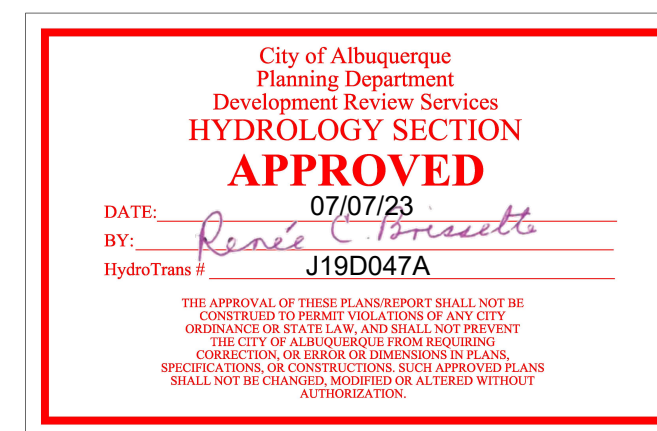 City of Albuquerque
Planning Department
Development Review Services
HYDROLOGY SECTION
APPROVED
DATE: 07/07/23
BY: Renée C. Brissette
HydroTrans # J19D047A
THE APPROVAL OF THESE PLANS/REPORT SHALL NOT BE
CONSTRUED TO PERMIT VIOLATIONS OF ANY CITY
ORDINANCE OR STATE LAW, AND SHALL NOT PREVENT
THE CITY OF ALBUQUERQUE FROM REQUIRING
CORRECTION, OR ERROR OR DIMENSIONS IN PLANS,
SPECIFICATIONS, OR CONSTRUCTIONS. SUCH APPROVED PLANS
SHALL NOT BE CHANGED, MODIFIED OR ALTERED WITHOUT
AUTHORIZATION.